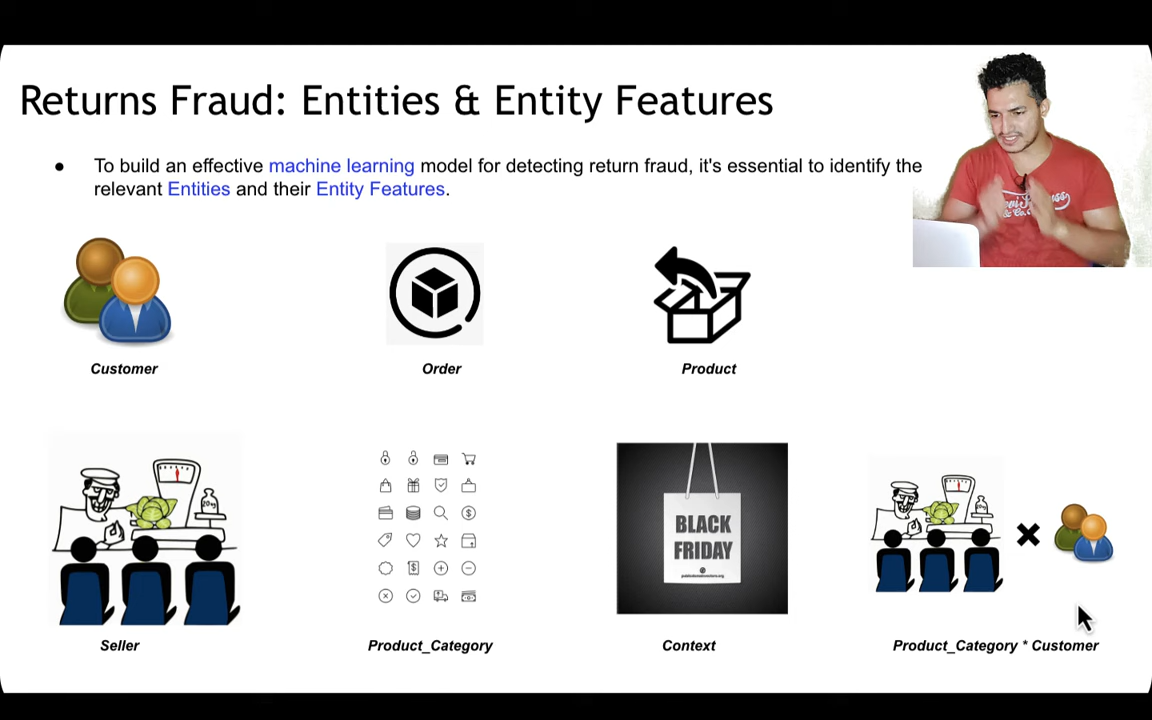 Returns Fraud: Entities & Entity Features
● To build an effective machine learning model for detecting return fraud, it's essential to identify the
relevant Entities and their Entity Features.
Customer
Order
Product
BLACK
FRIDAY
Seller
Product_Category
Context
Product_Category * Customer